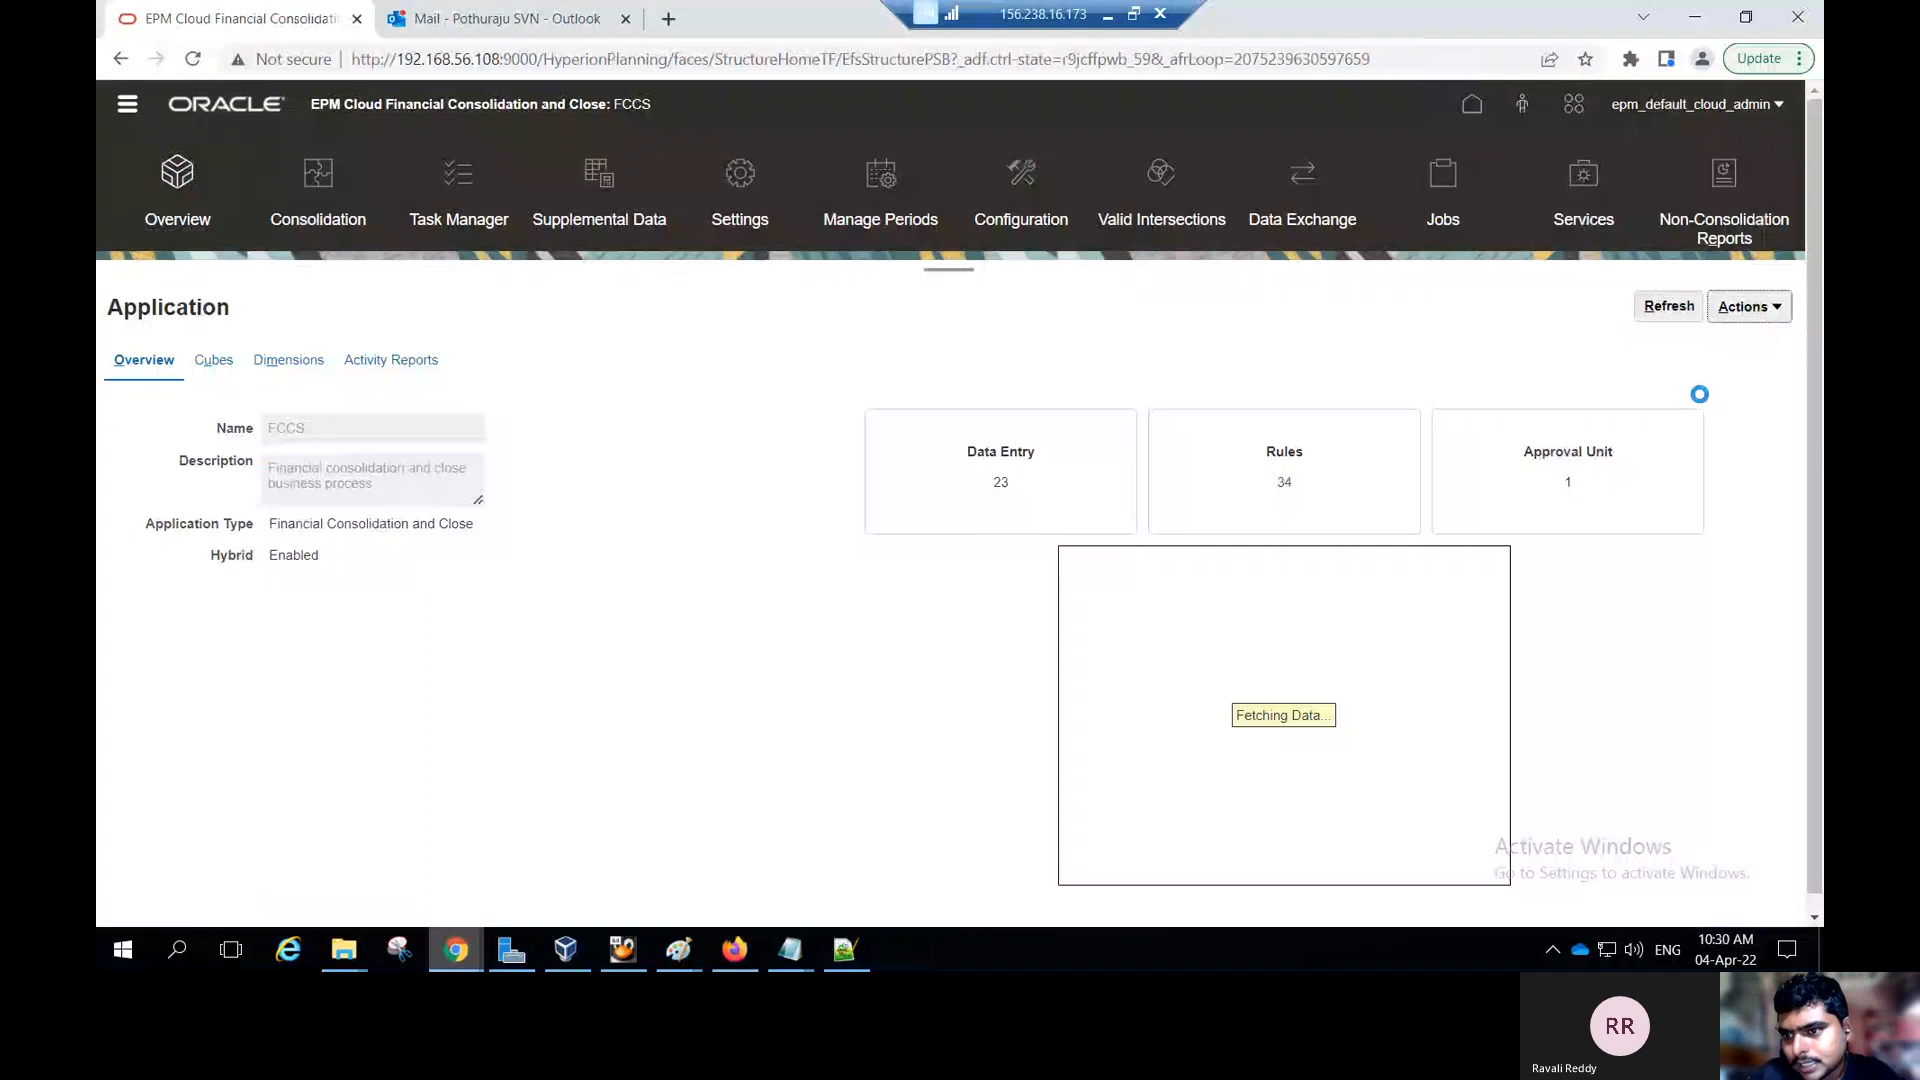 EPM Cloud Financial Consolidati
Mail - Pothuraju SVN - Outlook
156.238.16.173
Not secure
http://192.168.56.108:9000/HyperionPlanning/faces/StructureHomeTF/EfsStructurePSB?_adf.ctrl-state=r9jcffpwb_59&_afrLoop=2075239630597659
Update
ORACLE
EPM Cloud Financial Consolidation and Close: FCCS
epm_default_cloud_admin
Overview
Consolidation
Task Manager
Supplemental Data
Settings
Manage Periods
Configuration
Valid Intersections
Data Exchange
Jobs
Services
Non-Consolidation
Reports
Application
Refresh
Actions
Overview
Cubes
Dimensions
Activity Reports
Name
FCCS
Description
Financial consolidation and close
business process
Application Type
Financial Consolidation and Close
Hybrid
Enabled
Data Entry
23
Rules
34
Approval Unit
1
Fetching Data...
Activate Windows
Go to Settings to activate Windows.
ENG
10:30 AM
04-Apr-22
RR
Ravali Reddy